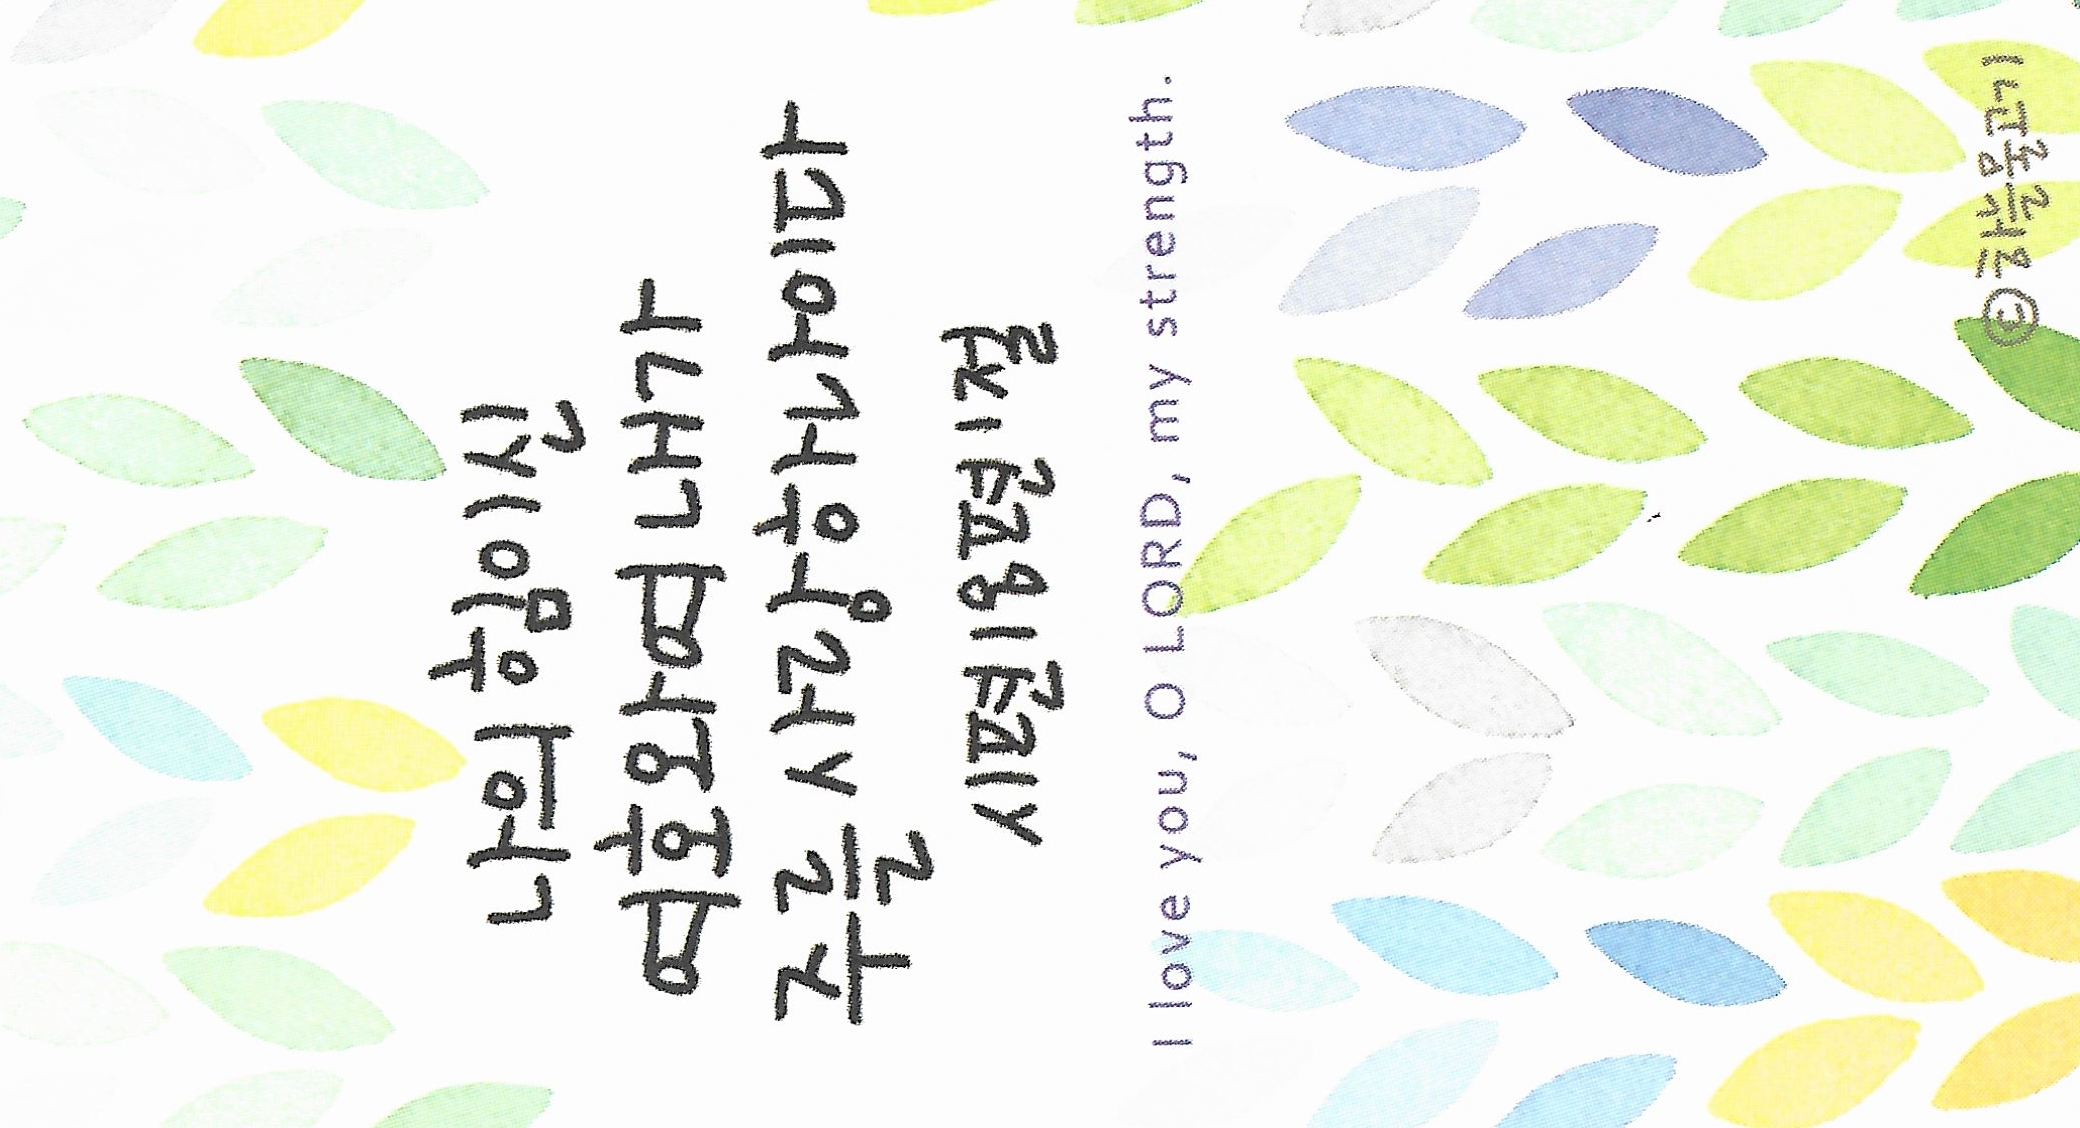 나의 힘이신
여호와여 내가
주를 사랑하나이다
시편18편1절
I love you, O LORD, my strength.
© 하늘물고기